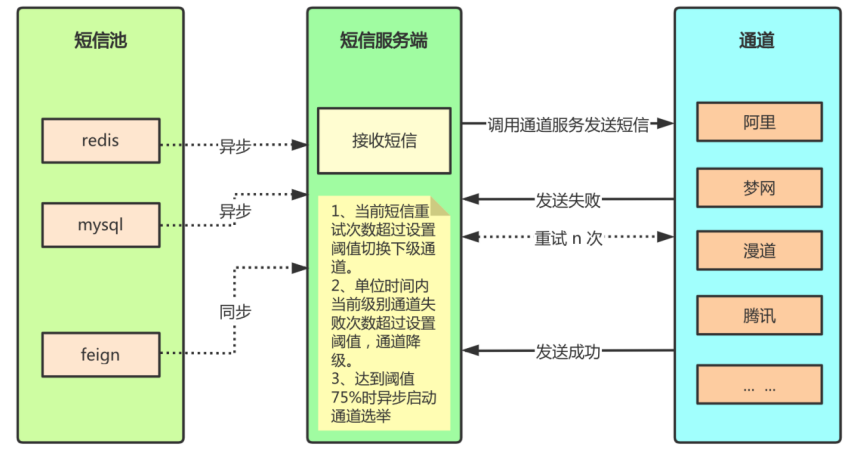 短信池
redis
mysql
feign
异步
异步
同步
短信服务端
接收短信
1、当前短信重
试次数超过设置
阈值切换下级通
道。
2、单位时间内
当前级别通道失
败次数超过设置
阈值，通道降
级。
3、达到阈值
75%时异步启动
通道选举
调用通道服务发送短信
发送失败
重试 n 次
发送成功
通道
阿里
梦网
漫道
腾讯
... ...